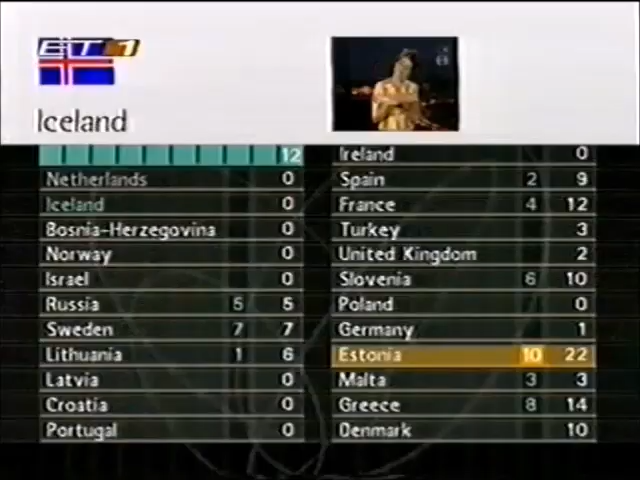 ET 1
Iceland
12
Netherlands 0
Iceland 0
Bosnia-Herzegovina 0
Norway 0
Israel 0
Russia 5 5
Sweden 7 7
Lithuania 1 6
Latvia 0
Croatia 0
Portugal 0
Ireland 0
Spain 2 9
France 4 12
Turkey 3
United Kingdom 2
Slovenia 6 10
Poland 0
Germany 1
Estonia 10 22
Malta 3 3
Greece 8 14
Denmark 10